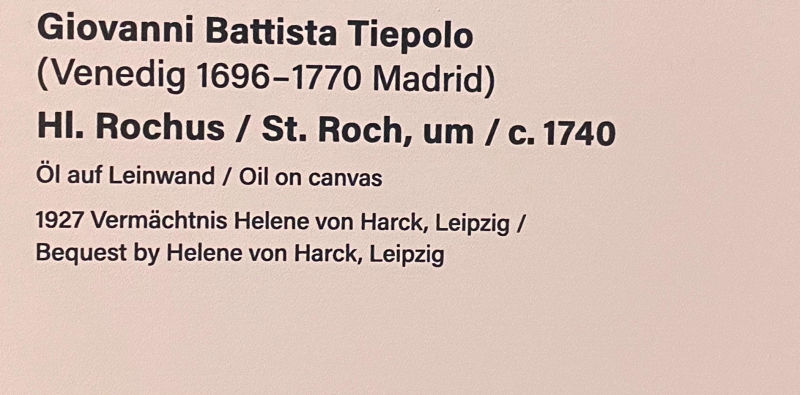 Giovanni Battista Tiepolo
(Venedig 1696–1770 Madrid)
Hl. Rochus / St. Roch, um / c. 1740
Öl auf Leinwand / Oil on canvas
1927 Vermächtnis Helene von Harck, Leipzig /
Bequest by Helene von Harck, Leipzig